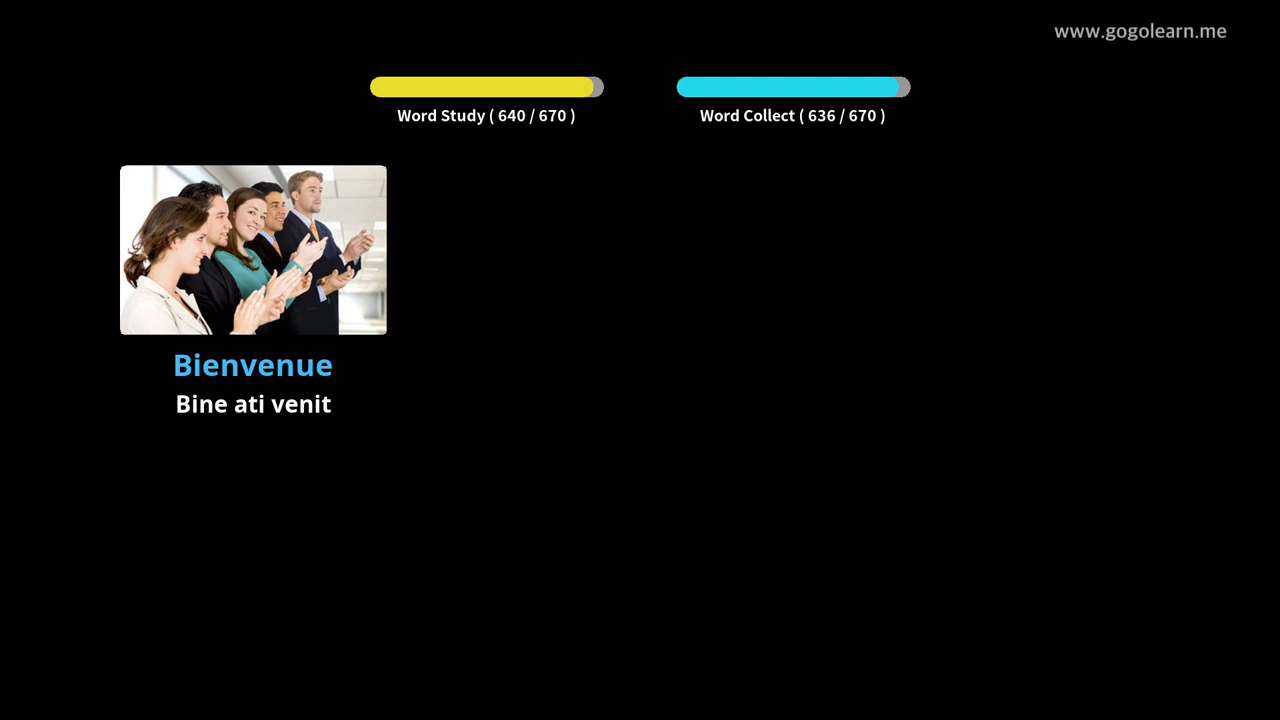 www.gogolearn.me
Word Study ( 640 / 670 )
Word Collect ( 636 / 670 )
Bienvenue
Bine ati venit